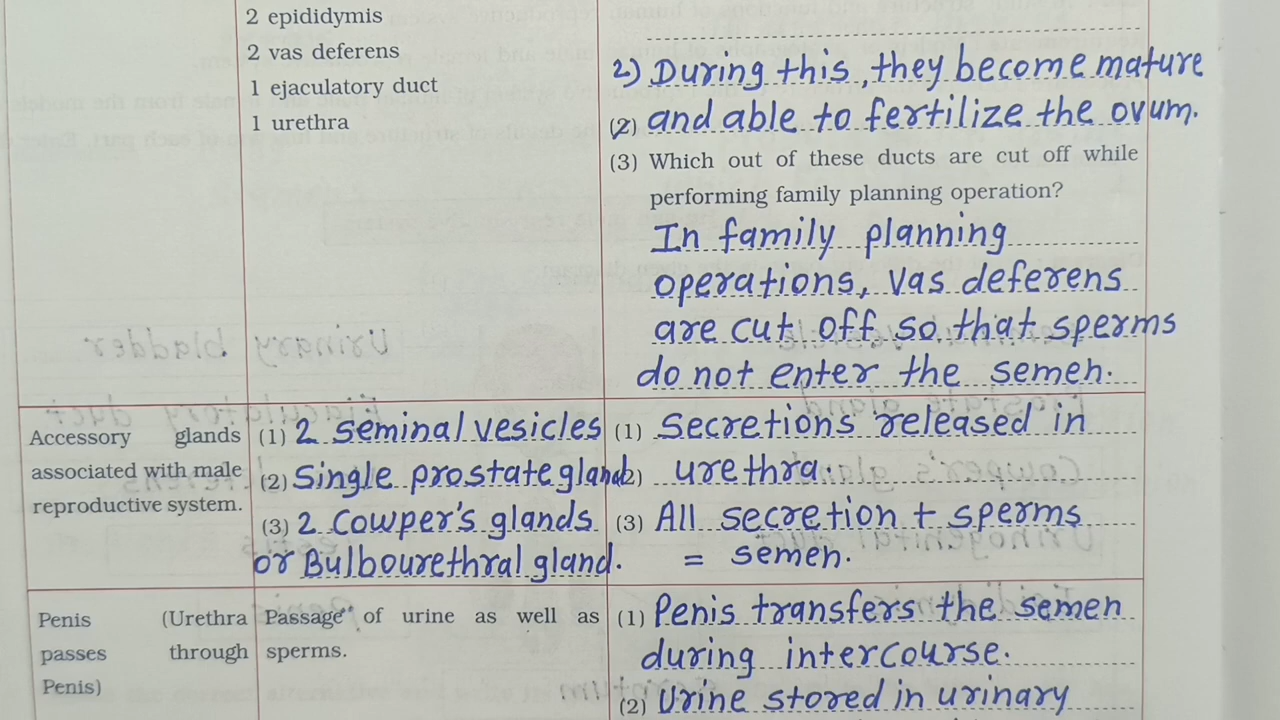 2 epididymis
2 vas deferens
1 ejaculatory duct
1 urethra
2) During this, they become mature
(2) and able to fertilize the ovum.
(3) Which out of these ducts are cut off while
performing family planning operation?
In family planning
operations, vas deferens
are cut off so that sperms
do not enter the semen.
Accessory glands
associated with male
reproductive system.
(1) 2 seminal vesicles
(2) Single prostate gland
(3) 2 Cowper's glands
or Bulbourethral gland.
(1) Secretions released in
(2) urethra.
(3) All secretion + sperms
= semen.
Penis (Urethra
passes through
Penis)
Passage of urine as well as
sperms.
(1) Penis transfers the semen
during intercourse.
(2) Urine stored in urinary